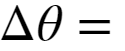 Δθ =